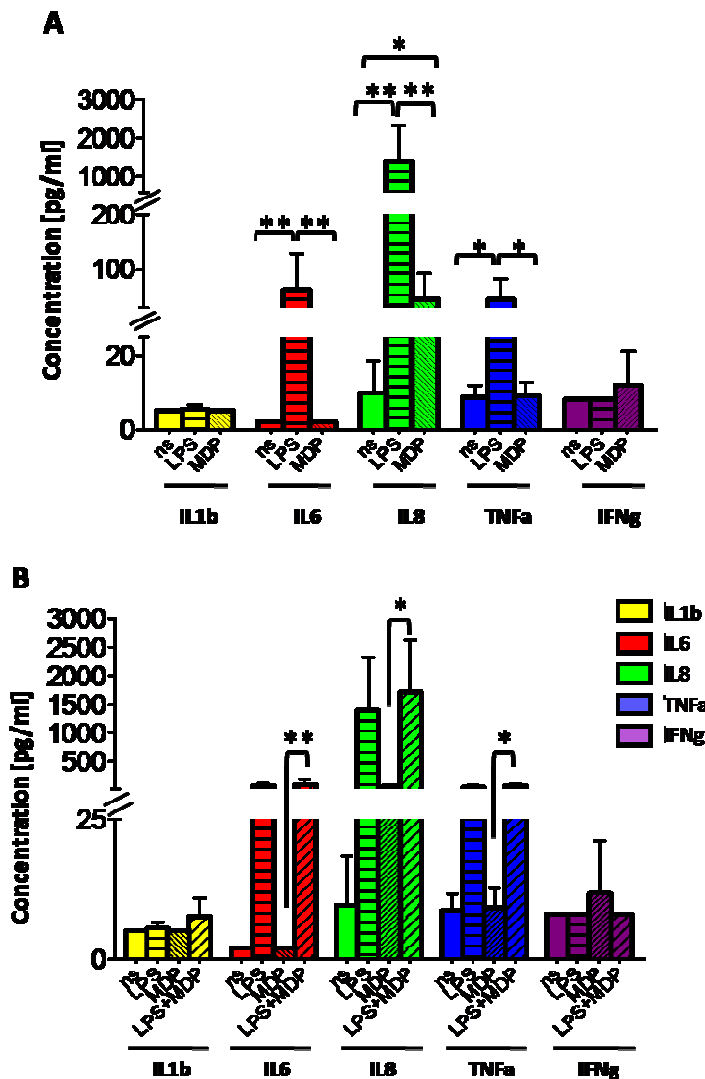 A
Concentration [pg/ml]
3000
2000
1000
200
100
20
0
*
** **
** **
* *
ns LPS MDP ns LPS MDP ns LPS MDP ns LPS MDP ns LPS MDP
IL1b IL6 IL8 TNFa IFNg
B
Concentration [pg/ml]
3000
2500
2000
1500
1000
500
25
0
*
**
*
IL1b
IL6
IL8
TNFa
IFNg
ns LPS MDP LPS+MDP ns LPS MDP LPS+MDP ns LPS MDP LPS+MDP ns LPS MDP LPS+MDP ns LPS MDP LPS+MDP
IL1b IL6 IL8 TNFa IFNg